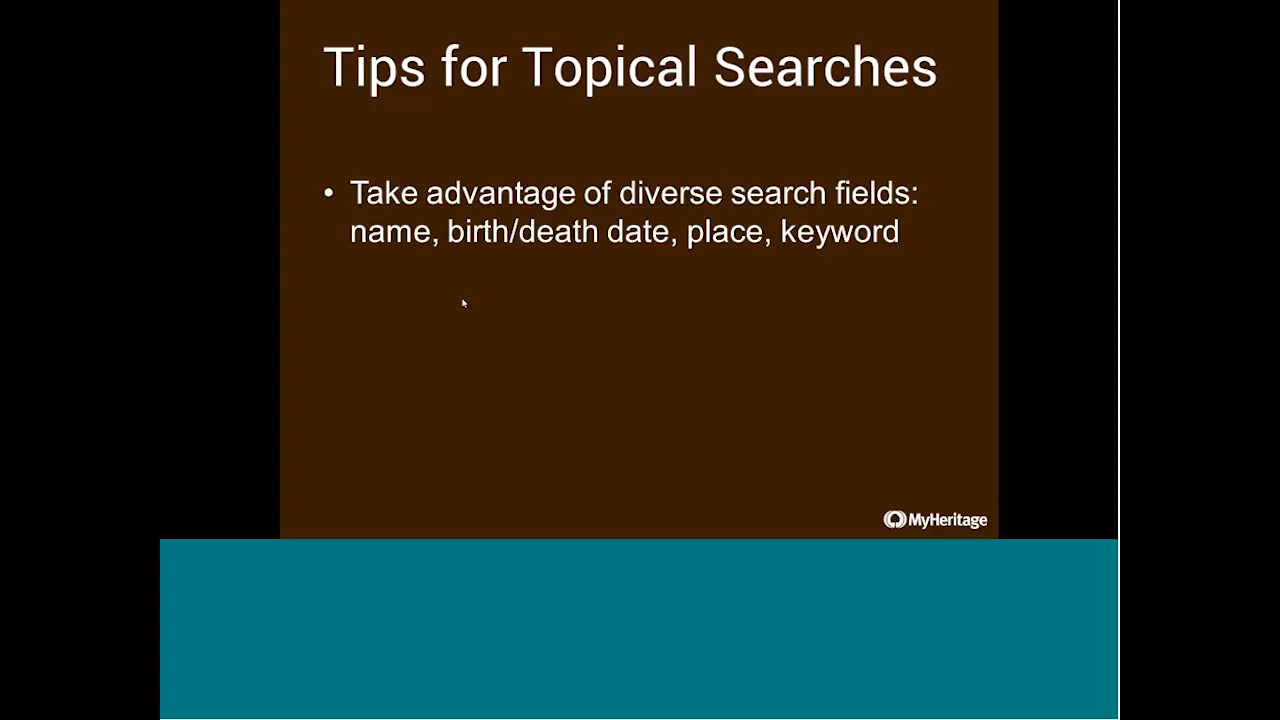 Tips for Topical Searches
• Take advantage of diverse search fields:
name, birth/death date, place, keyword
MyHeritage